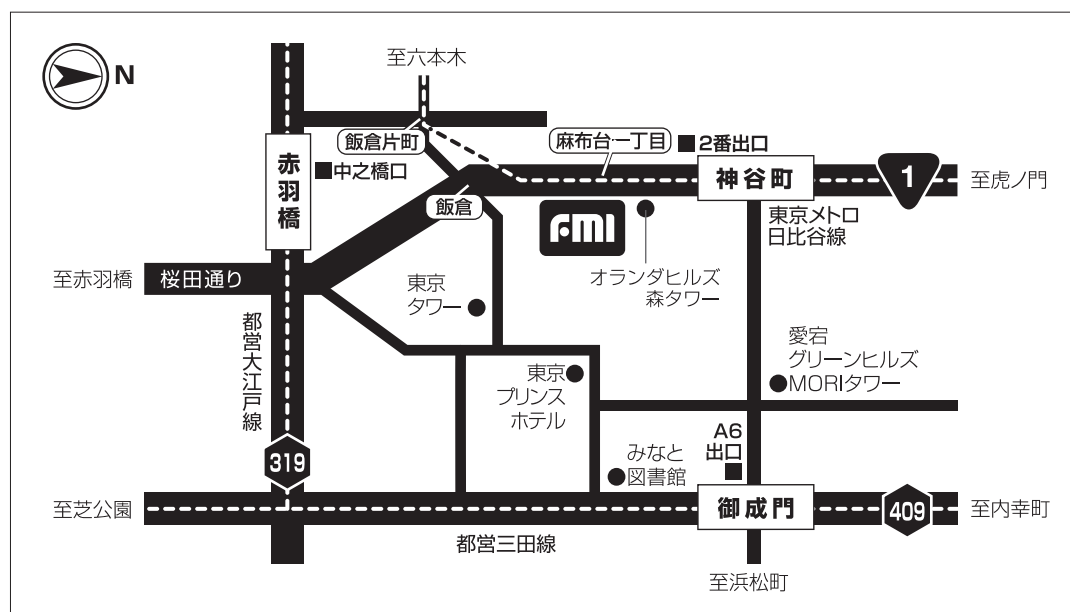 N
至六本木
飯倉片町
麻布台一丁目
■2番出口
赤羽橋
■中之橋口
飯倉
神谷町
1
至虎ノ門
東京メトロ
日比谷線
FMI
オランダヒルズ
森タワー
至赤羽橋
桜田通り
東京
タワー
都営大江戸線
愛宕
グリーンヒルズ
MORIタワー
東京
プリンス
ホテル
A6
出口
みなと
図書館
319
至芝公園
御成門
409
至内幸町
都営三田線
至浜松町